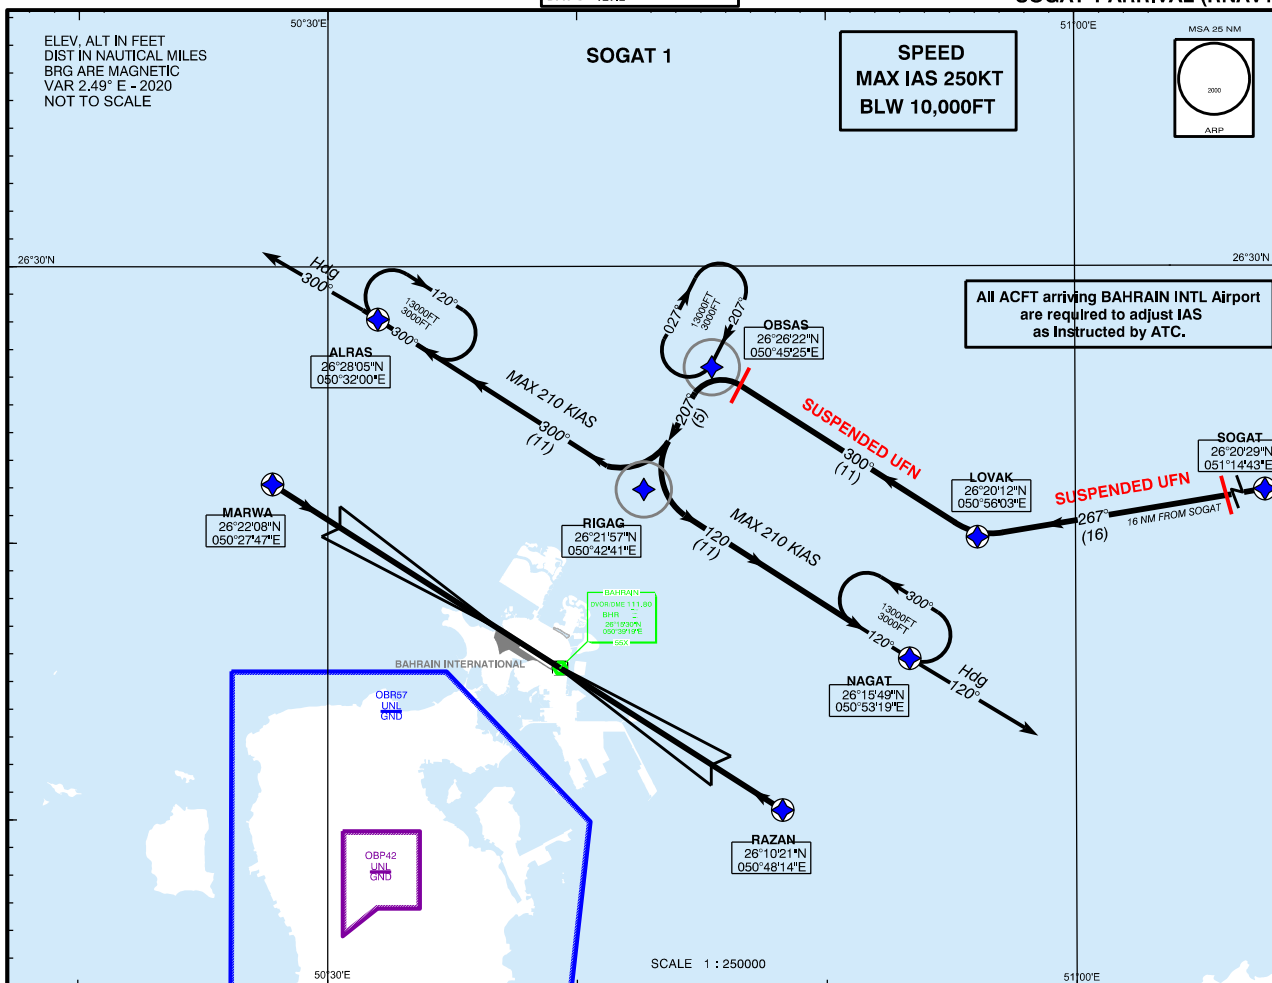 50°30'E
51°00'E
ELEV, ALT IN FEET
DIST IN NAUTICAL MILES
BRG ARE MAGNETIC
VAR 2.49° E - 2020
NOT TO SCALE
SOGAT 1
SPEED
MAX IAS 250KT
BLW 10,000FT
MSA 25 NM
2000
ARP
26°30'N
26°30'N
All ACFT arriving BAHRAIN INTL Airport
are required to adjust IAS
as Instructed by ATC.
Hdg
300°
120°
13000FT
3000FT
300°
ALRAS
26°28'05"N
050°32'00"E
027°
13000FT
3000FT
207°
OBSAS
26°26'22"N
050°45'25"E
MAX 210 KIAS
300°
(11)
207°
(5)
SUSPENDED UFN
300°
(11)
SOGAT
26°20'29"N
051°14'43"E
LOVAK
26°20'12"N
050°56'03"E
SUSPENDED UFN
267°
(16)
16 NM FROM SOGAT
MARWA
26°22'08"N
050°27'47"E
RIGAG
26°21'57"N
050°42'41"E
MAX 210 KIAS
120
(11)
300°
13000FT
3000FT
120°
NAGAT
26°15'49"N
050°53'19"E
Hdg
120°
BAHRAIN
DVOR/DME 111.80
BHR
55X
BAHRAIN INTERNATIONAL
OBR57
UNL
GND
OBP42
UNL
GND
RAZAN
26°10'21"N
050°48'14"E
SCALE 1 : 250000
50°30'E
51°00'E